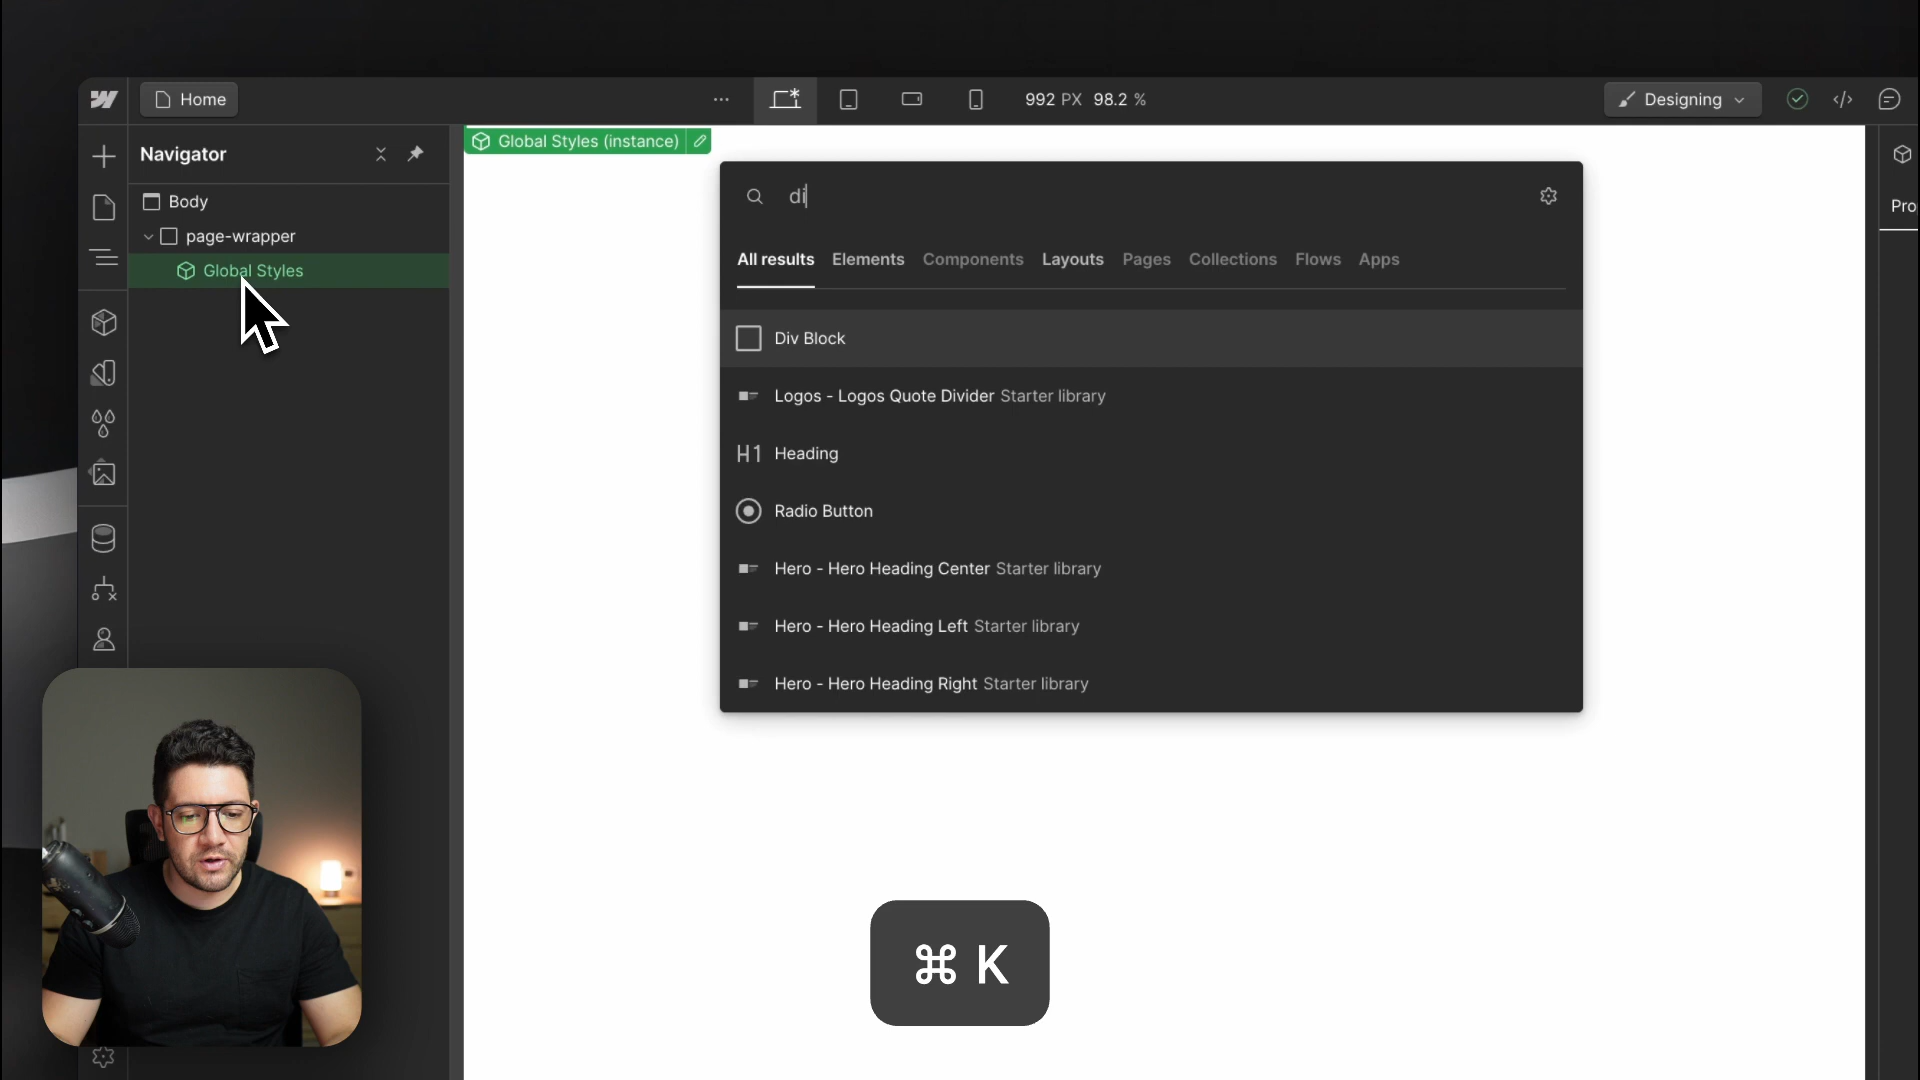 Home
992 PX 98.2 %
Designing
Navigator
Global Styles (instance)
Body
page-wrapper
Global Styles
di
Pro
All results Elements Components Layouts Pages Collections Flows Apps
Div Block
Logos - Logos Quote Divider Starter library
H1 Heading
Radio Button
Hero - Hero Heading Center Starter library
Hero - Hero Heading Left Starter library
Hero - Hero Heading Right Starter library
⌘ K